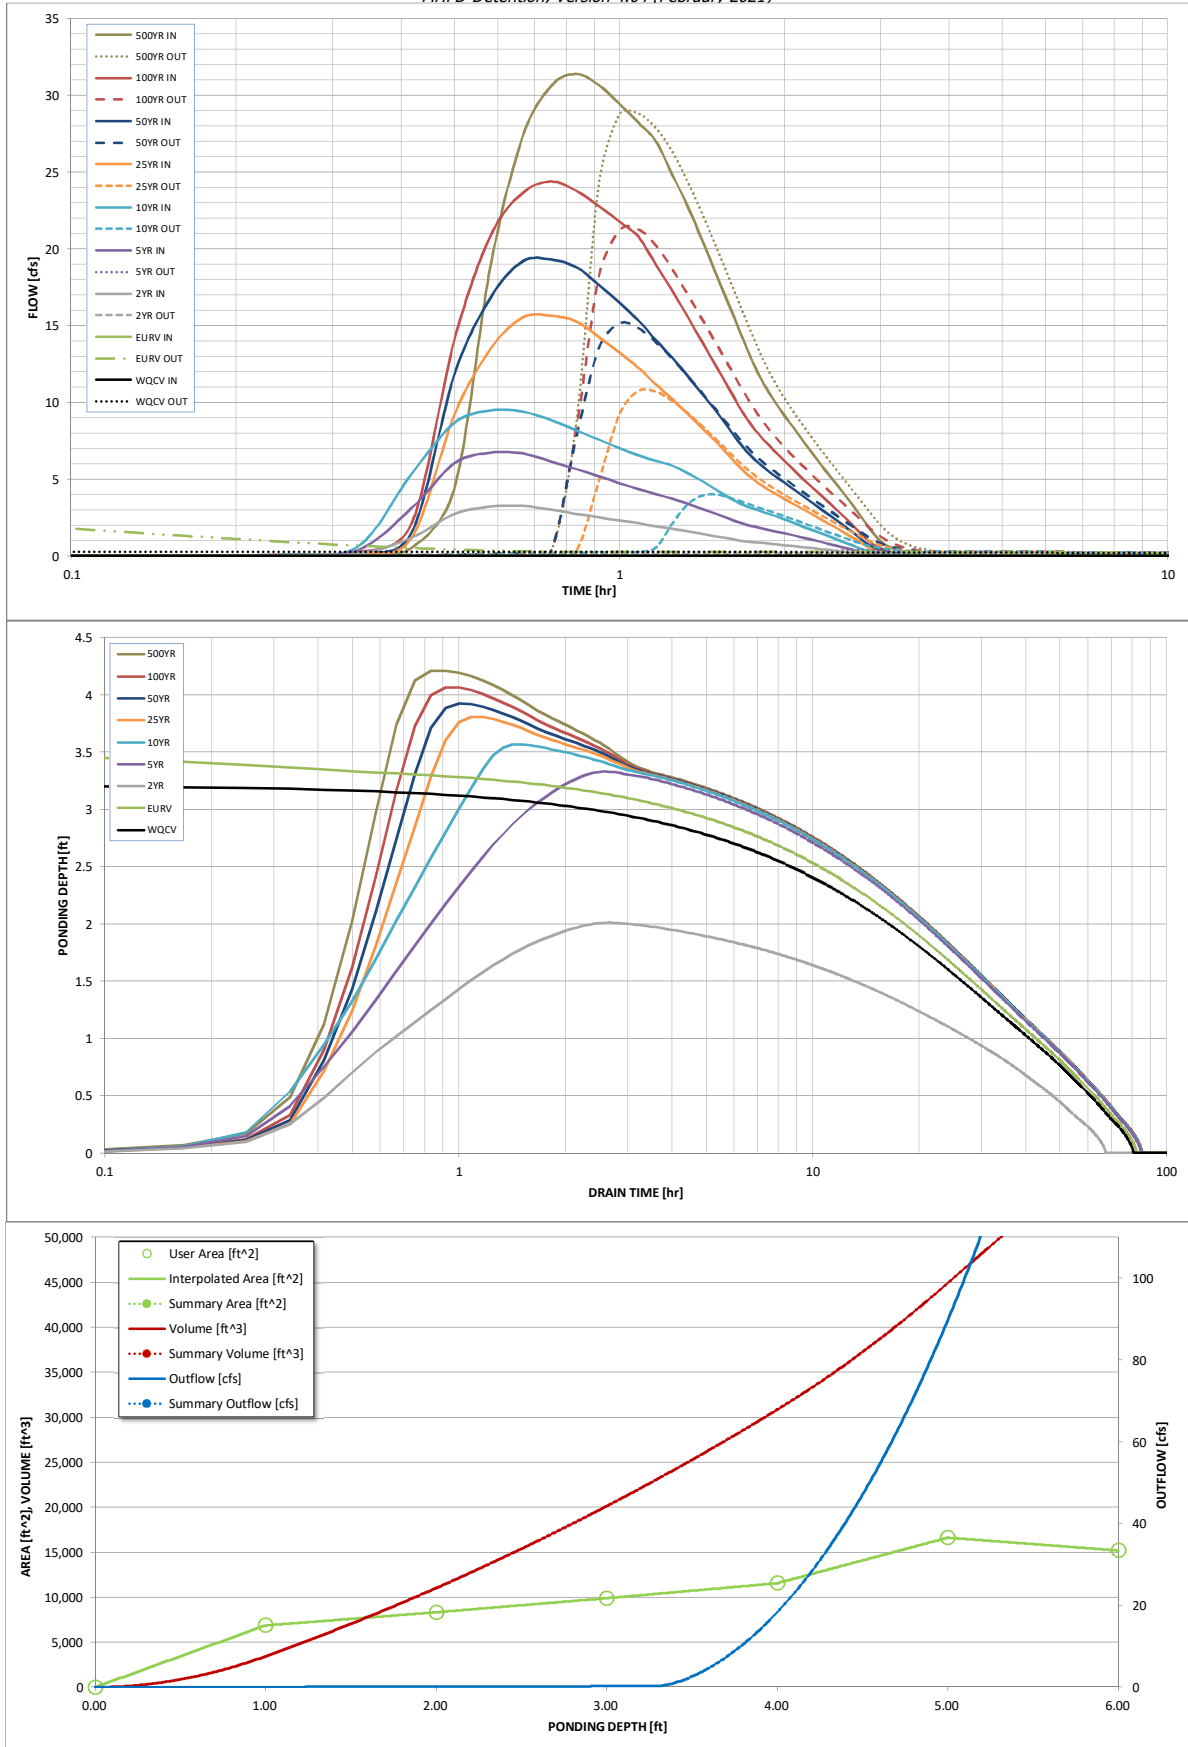 MHFD-Detention, Version 4.04 (February 2021)
35
30
25
20
15
10
5
0
FLOW [cfs]
500YR IN
500YR OUT
100YR IN
100YR OUT
50YR IN
50YR OUT
25YR IN
25YR OUT
10YR IN
10YR OUT
5YR IN
5YR OUT
2YR IN
2YR OUT
EURV IN
EURV OUT
WQCV IN
WQCV OUT
0.1
1
10
TIME [hr]
4.5
4
3.5
3
2.5
2
1.5
1
0.5
0
PONDING DEPTH [ft]
500YR
100YR
50YR
25YR
10YR
5YR
2YR
EURV
WQCV
0.1
1
10
100
DRAIN TIME [hr]
50,000
45,000
40,000
35,000
30,000
25,000
20,000
15,000
10,000
5,000
0
AREA [ft^2], VOLUME [ft^3]
User Area [ft^2]
Interpolated Area [ft^2]
Summary Area [ft^2]
Volume [ft^3]
Summary Volume [ft^3]
Outflow [cfs]
Summary Outflow [cfs]
100
80
60
40
20
0
OUTFLOW [cfs]
0.00
1.00
2.00
3.00
4.00
5.00
6.00
PONDING DEPTH [ft]